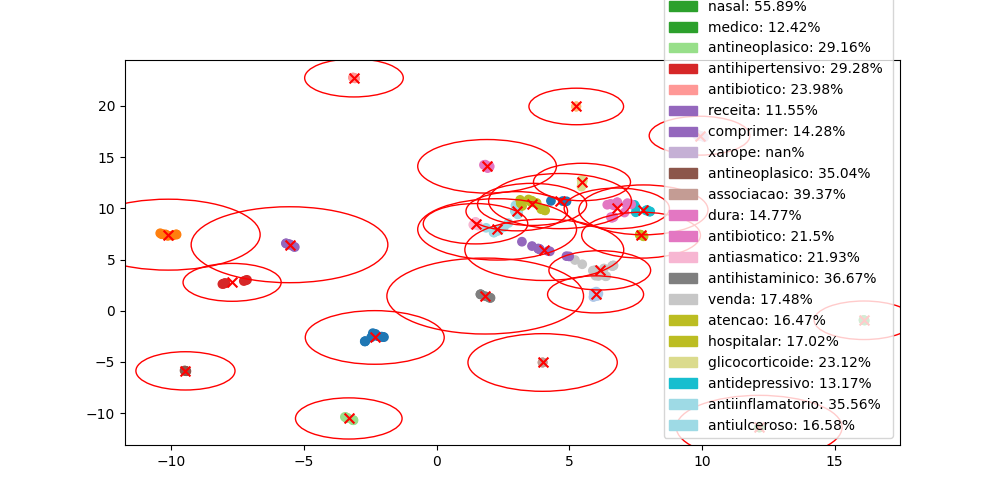 nasal: 55.89%
medico: 12.42%
antineoplasico: 29.16%
antihipertensivo: 29.28%
antibiotico: 23.98%
receita: 11.55%
comprimer: 14.28%
xarope: nan%
antineoplasico: 35.04%
associacao: 39.37%
dura: 14.77%
antibiotico: 21.5%
antiasmatico: 21.93%
antihistaminico: 36.67%
venda: 17.48%
atencao: 16.47%
hospitalar: 17.02%
glicocorticoide: 23.12%
antidepressivo: 13.17%
antiinflamatorio: 35.56%
antiulceroso: 16.58%
20
15
10
5
0
−5
−10
−10
−5
0
5
10
15